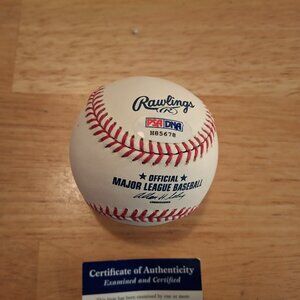 Rawlings
PSA DNA
H85678
OFFICIAL
MAJOR LEAGUE BASEBALL
Certificate of Authenticity
Examined and Certified